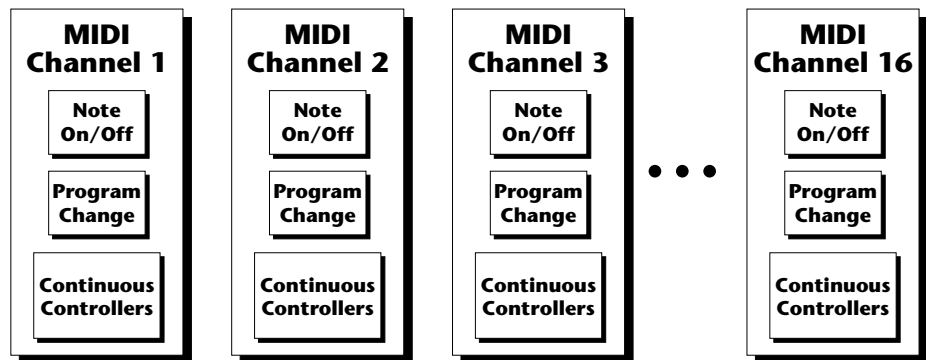 MIDI
Channel 1
Note
On/Off
Program
Change
Continuous
Controllers
MIDI
Channel 2
Note
On/Off
Program
Change
Continuous
Controllers
MIDI
Channel 3
Note
On/Off
Program
Change
Continuous
Controllers
MIDI
Channel 16
Note
On/Off
Program
Change
Continuous
Controllers